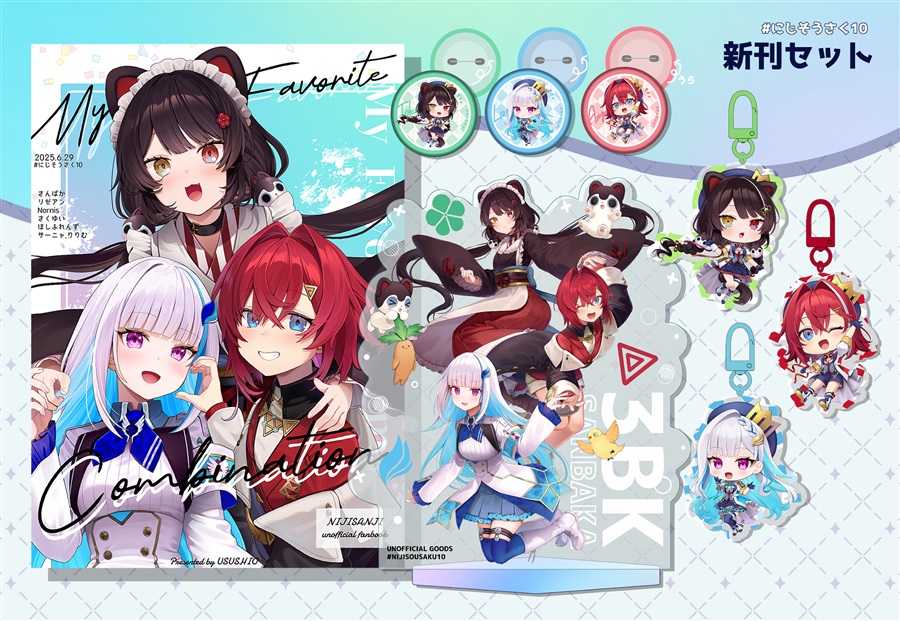 #にじそうさく10
新刊セット
My Favorite
2025.6.29
#にじそうさく10
さんばか
リゼアン
Nornis
さくゆい
ほしふれんず
サーニャ,りりむ
Combination
NIJISANJI
unofficial fanbook
Presented by USUSHIO
3BK
SANBAKA
UNOFFICIAL GOODS
#NIJISOUSAKU10